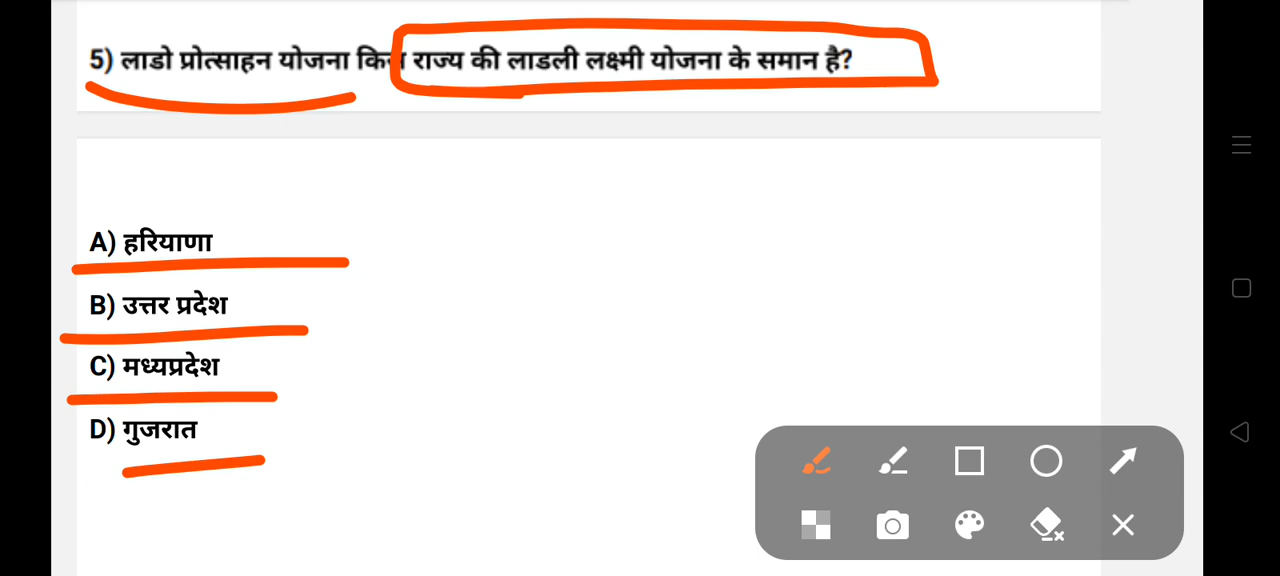 5) लाडो प्रोत्साहन योजना किस राज्य की लाडली लक्ष्मी योजना के समान है?
A) हरियाणा
B) उत्तर प्रदेश
C) मध्यप्रदेश
D) गुजरात